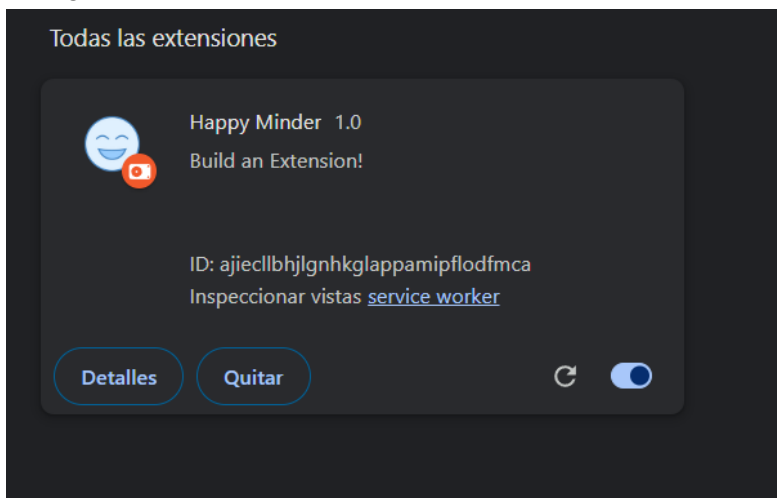 Todas las extensiones
Happy Minder 1.0
Build an Extension!
ID: ajiecllbhjlgnhkglappamipflodfmca
Inspeccionar vistas service worker
Detalles
Quitar